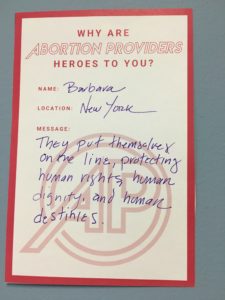 WHY ARE
ABORTION PROVIDERS
HEROES TO YOU?
NAME: Barbara
LOCATION: New York
MESSAGE:
They put themselves
on the line, protecting
human rights, human
dignity, and human
destinies.
AP